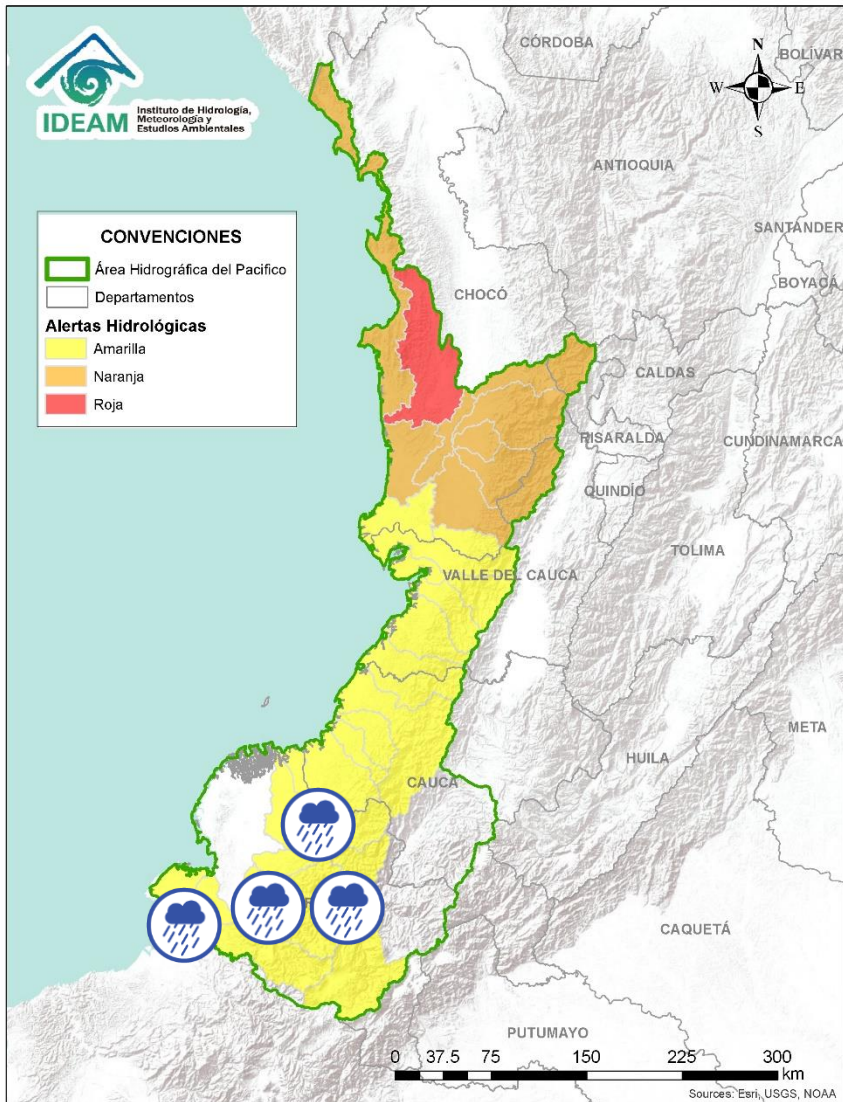 IDEAM
Instituto de Hidrología,
Meteorología y
Estudios Ambientales
CÓRDOBA
BOLÍVAR
N
W
E
S
ANTIOQUIA
SANTANDER
CONVENCIONES
Área Hidrográfica del Pacifico
Departamentos
Alertas Hidrológicas
Amarilla
Naranja
Roja
BOYACÁ
CHOCÓ
CALDAS
RISARALDA
CUNDINAMARCA
QUINDÍO
TOLIMA
VALLE DEL CAUCA
META
HUILA
CAUCA
CAQUETÁ
PUTUMAYO
0 37.5 75 150 225 300
km
Sources: Esri, USGS, NOAA